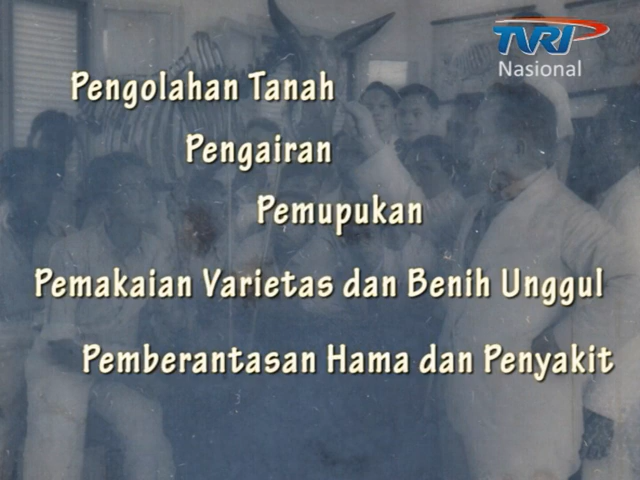 TVRI
Nasional
Pengolahan Tanah
Pengairan
Pemupukan
Pemakaian Varietas dan Benih Unggul
Pemberantasan Hama dan Penyakit